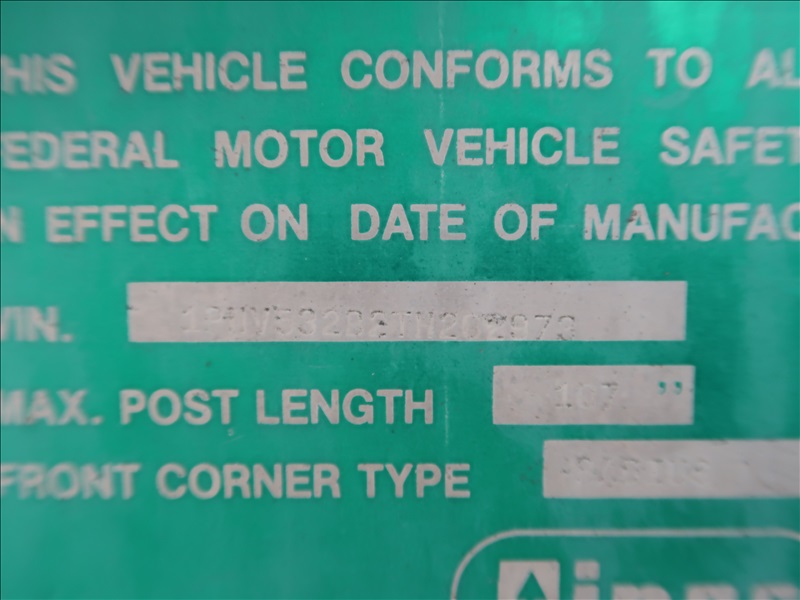 HIS VEHICLE CONFORMS TO AL
EDERAL MOTOR VEHICLE SAFET
N EFFECT ON DATE OF MANUFAC
VIN.
MAX. POST LENGTH 107 ”
FRONT CORNER TYPE